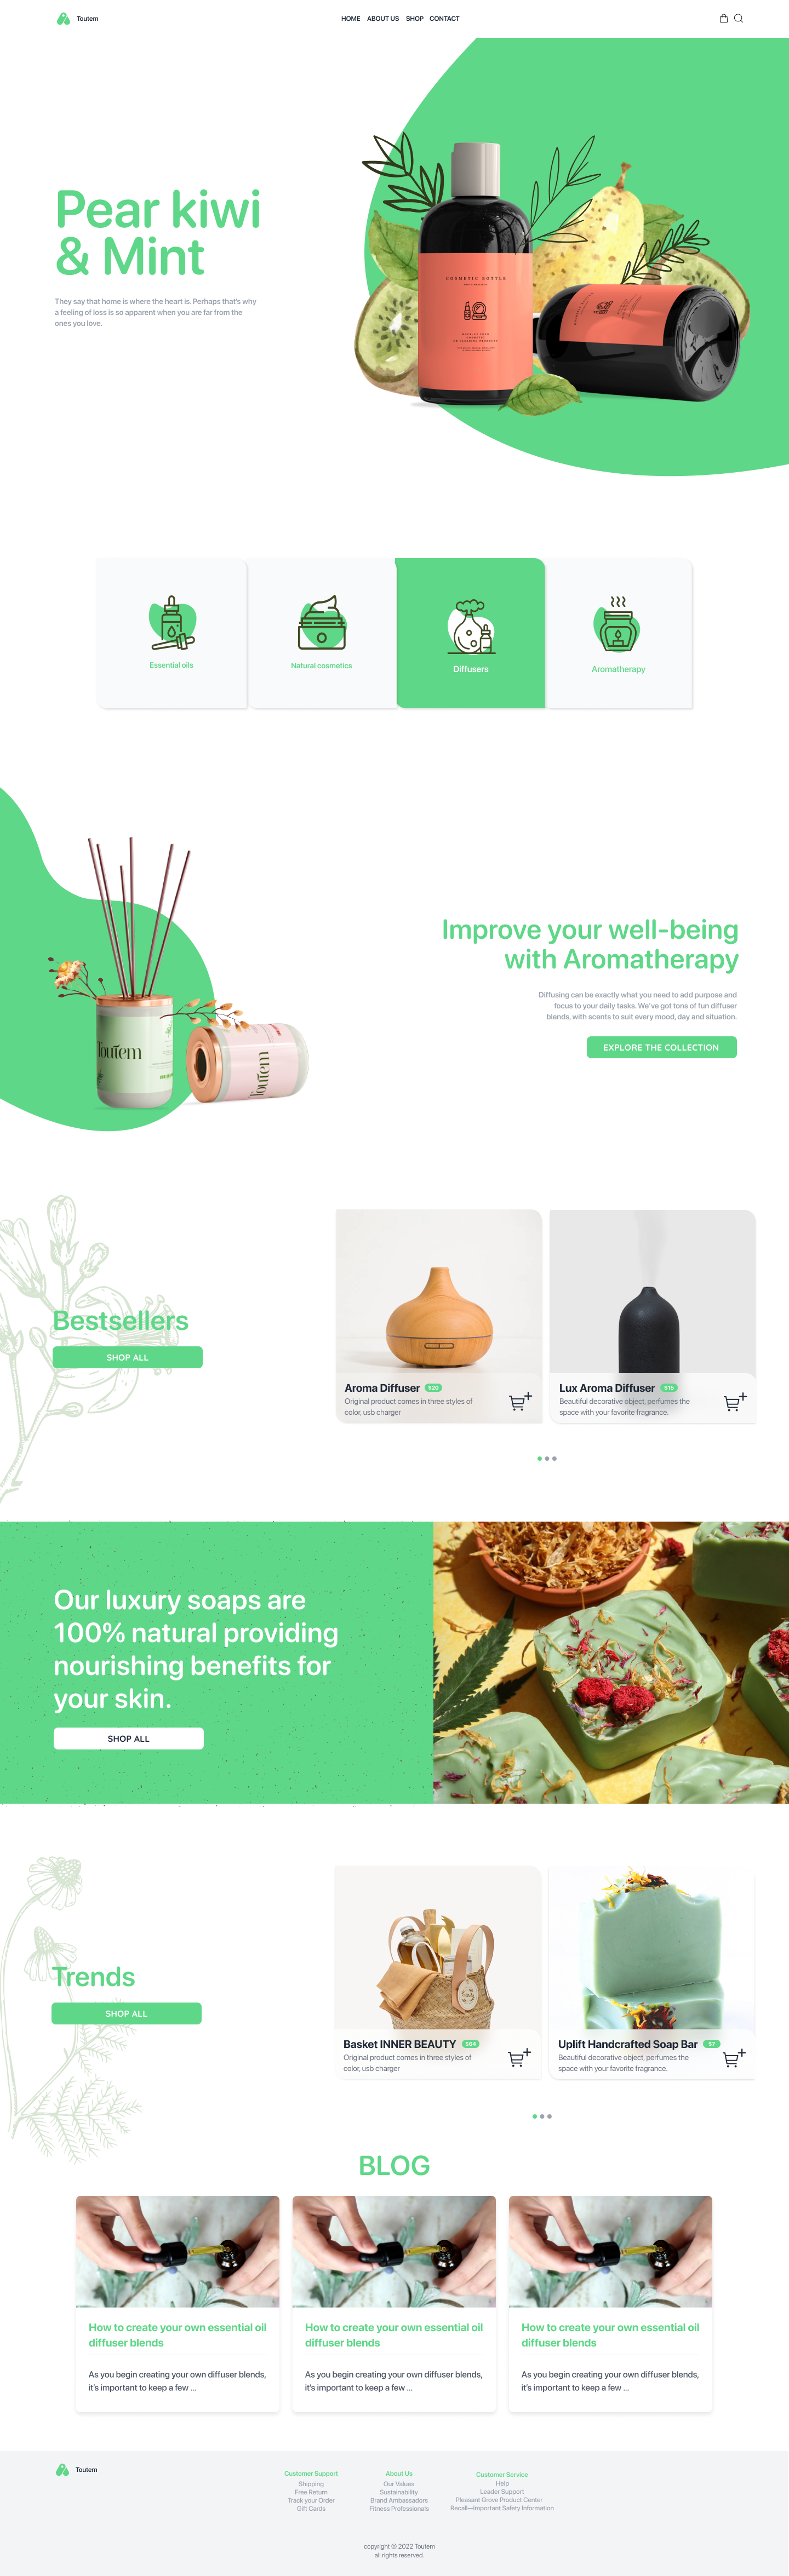 Toutem
HOME ABOUT US SHOP CONTACT
Pear kiwi
& Mint
They say that home is where the heart is. Perhaps that's why
a feeling of loss is so apparent when you are far from the
ones you love.
COSMETIC BOTTLE
Essential oils
Natural cosmetics
Diffusers
Aromatherapy
Toutem
Toutem
Improve your well-being
with Aromatherapy
Diffusing can be exactly what you need to add purpose and
focus to your daily tasks. We've got tons of fun diffuser
blends, with scents to suit every mood, day and situation.
EXPLORE THE COLLECTION
Bestsellers
SHOP ALL
Aroma Diffuser $20
Original product comes in three styles of
color, usb charger
Lux Aroma Diffuser $15
Beautiful decorative object, perfumes the
space with your favorite fragrance.
Our luxury soaps are
100% natural providing
nourishing benefits for
your skin.
SHOP ALL
Trends
SHOP ALL
Basket INNER BEAUTY $64
Original product comes in three styles of
color, usb charger
Uplift Handcrafted Soap Bar $7
Beautiful decorative object, perfumes the
space with your favorite fragrance.
BLOG
How to create your own essential oil
diffuser blends
As you begin creating your own diffuser blends,
it's important to keep a few ...
How to create your own essential oil
diffuser blends
As you begin creating your own diffuser blends,
it's important to keep a few ...
How to create your own essential oil
diffuser blends
As you begin creating your own diffuser blends,
it's important to keep a few ...
Toutem
Customer Support
Shipping
Free Return
Track your Order
Gift Cards
About Us
Our Values
Sustainability
Brand Ambassadors
Fitness Professionals
Customer Service
Help
Leader Support
Pleasant Grove Product Center
Recall—Important Safety Information
copyright © 2022 Toutem
all rights reserved.